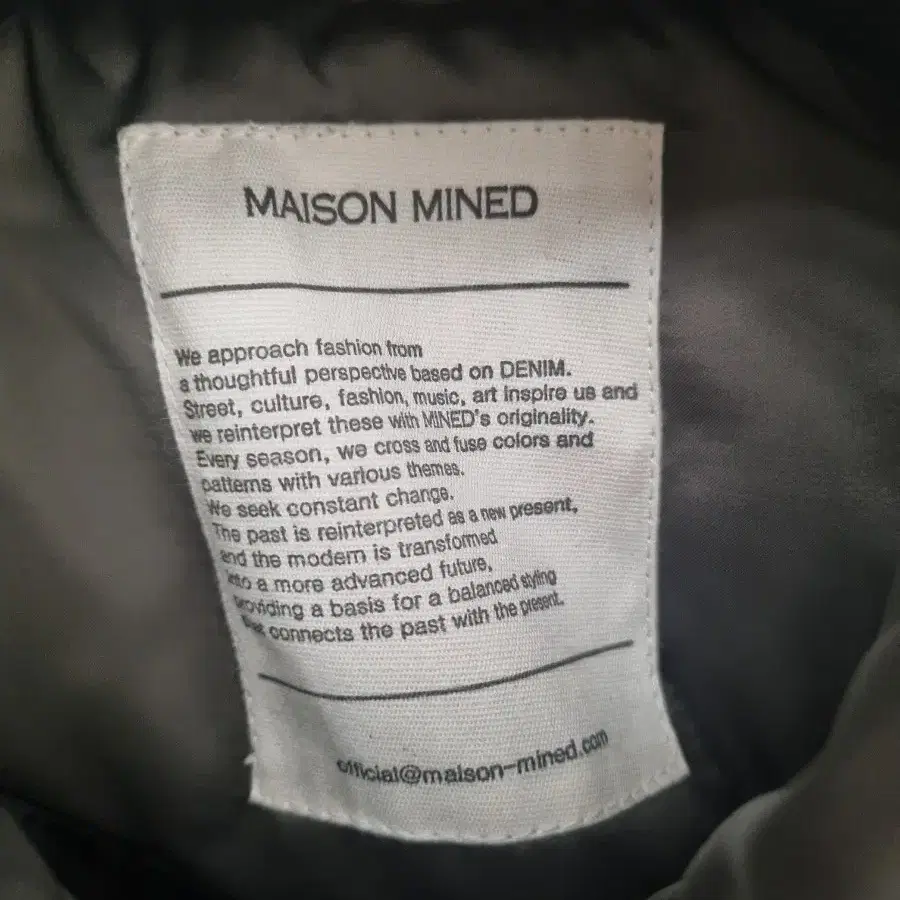 MAISON MINED
We approach fashion from
a thoughtful perspective based on DENIM.
Street, culture, fashion, music, art inspire us and
we reinterpret these with MINED's originality.
Every season, we cross and fuse colors and
patterns with various themes.
We seek constant change.
The past is reinterpreted as a new present,
and the modern is transformed
into a more advanced future,
providing a basis for a balanced styling
that connects the past with the present.
official@maison-mined.com